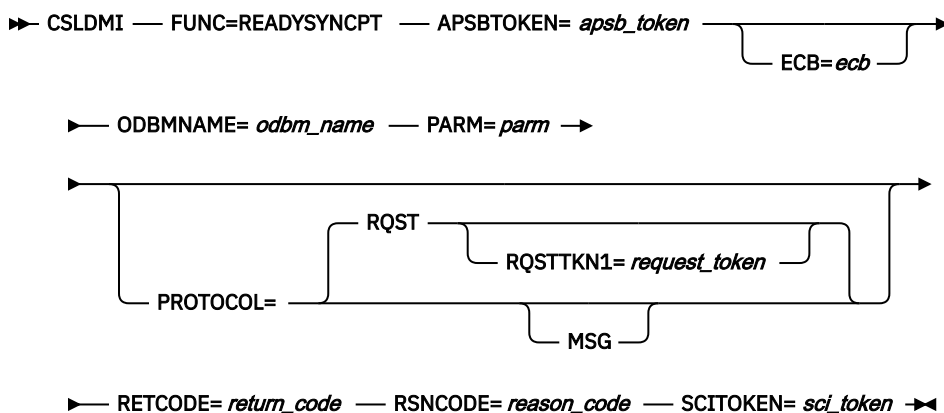 CSLDMI FUNC=READYSYNCPT APSBTOKEN= apsb_token
ECB= ecb
ODBMNAME= odbm_name PARM= parm
RQST
RQSTTKN1= request_token
PROTOCOL=
MSG
RETCODE= return_code RSNCODE= reason_code SCITOKEN= sci_token